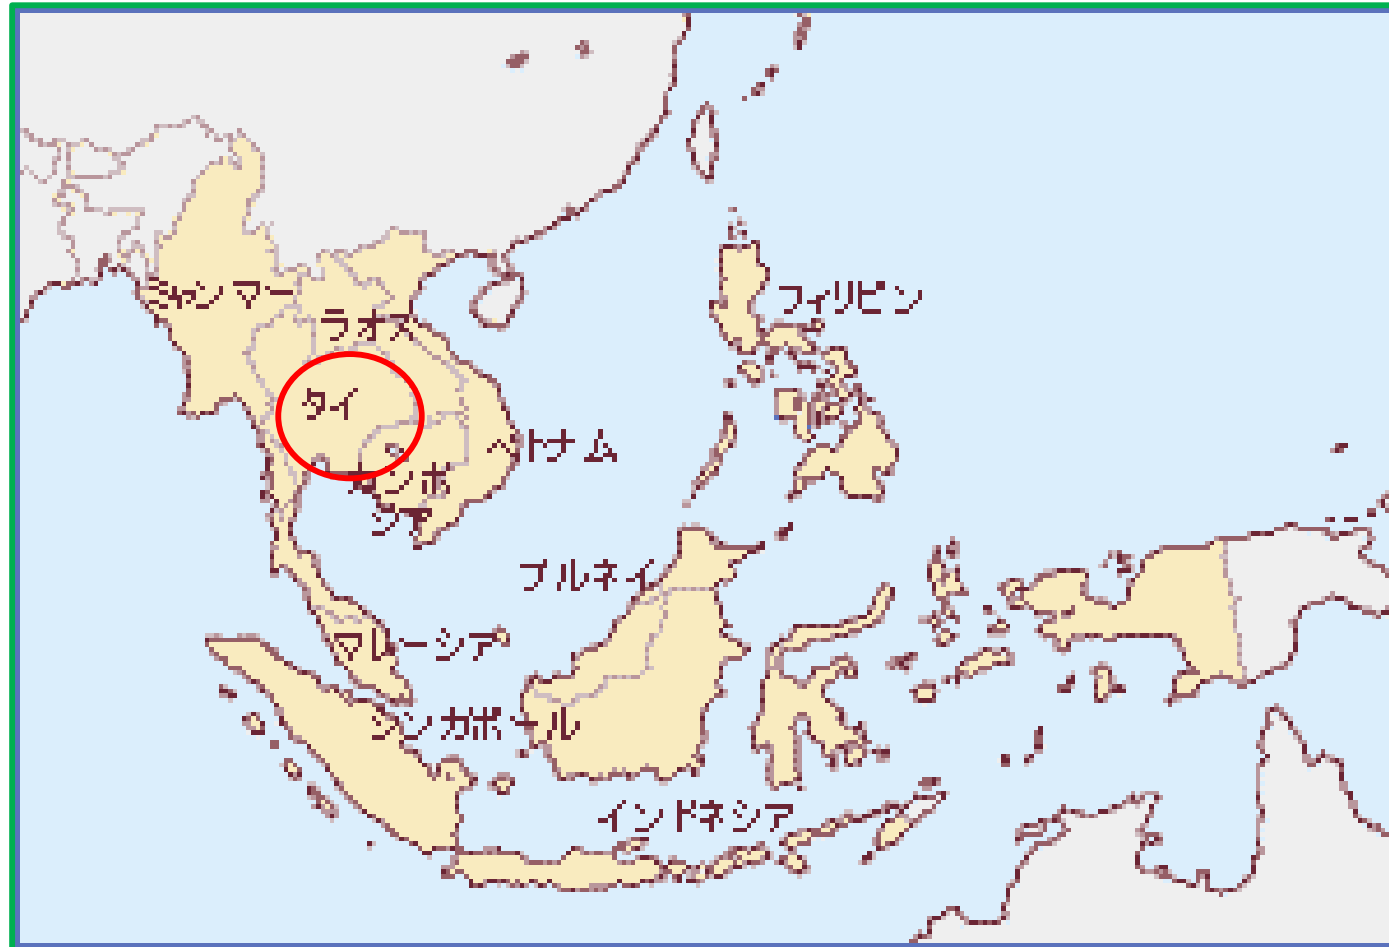 ミャンマー
フィリピン
ラオス
タイ
ベトナム
カンボ
ジア
ブルネイ
マレーシア
シンガポール
インドネシア